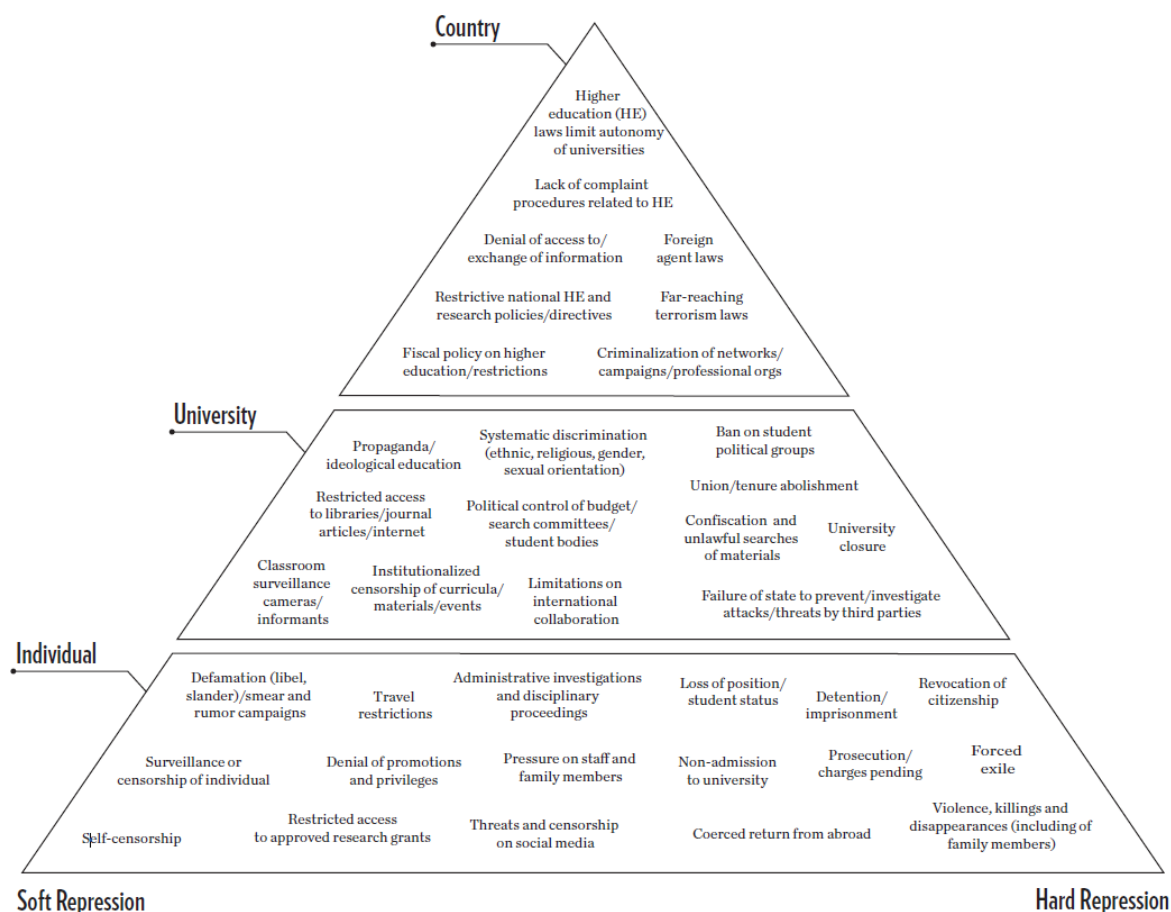 Country
Higher
education (HE)
laws limit autonomy
of universities
Lack of complaint
procedures related to HE
Denial of access to/
exchange of information
Foreign
agent laws
Restrictive national HE and
research policies/directives
Far-reaching
terrorism laws
Fiscal policy on higher
education/restrictions
Criminalization of networks/
campaigns/professional orgs
University
Propaganda/
ideological education
Systematic discrimination
(ethnic, religious, gender,
sexual orientation)
Ban on student
political groups
Union/tenure abolishment
Restricted access
to libraries/journal
articles/internet
Political control of budget/
search committees/
student bodies
Confiscation and
unlawful searches
of materials
University
closure
Classroom
surveillance
cameras/
informants
Institutionalized
censorship of curricula/
materials/events
Limitations on
international
collaboration
Failure of state to prevent/investigate
attacks/threats by third parties
Individual
Defamation (libel,
slander)/smear and
rumor campaigns
Travel
restrictions
Administrative investigations
and disciplinary
proceedings
Loss of position/
student status
Detention/
imprisonment
Revocation of
citizenship
Surveillance or
censorship of individual
Denial of promotions
and privileges
Pressure on staff and
family members
Non-admission
to university
Prosecution/
charges pending
Forced
exile
Self-censorship
Restricted access
to approved research grants
Threats and censorship
on social media
Coerced return from abroad
Violence, killings and
disappearances (including of
family members)
Soft Repression
Hard Repression